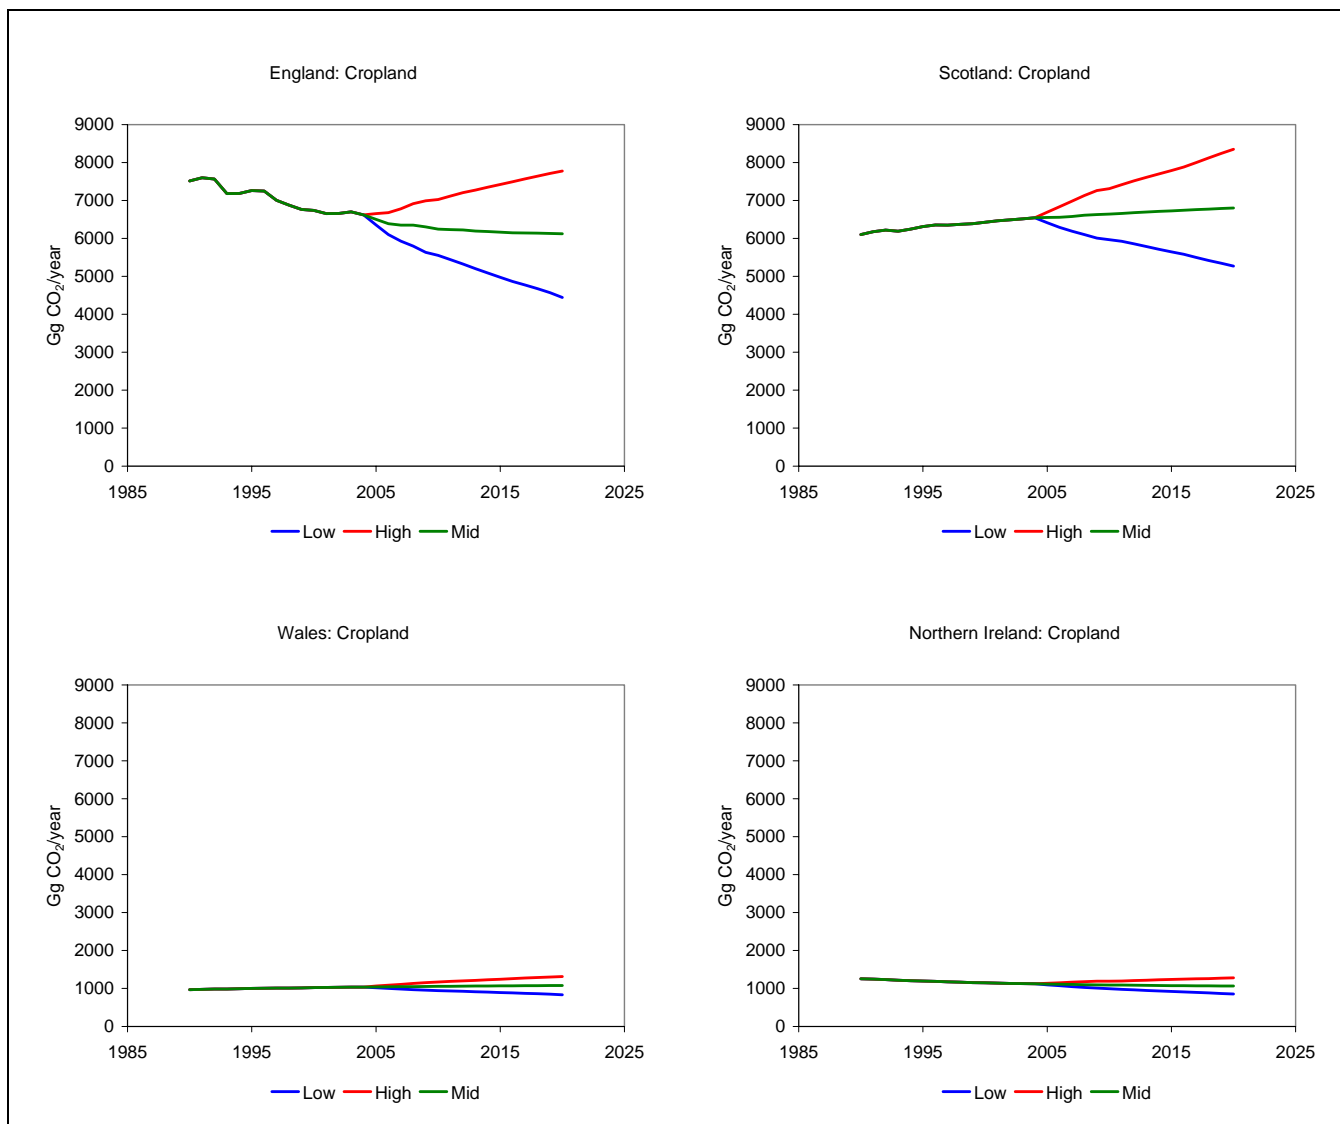 England: Cropland
9000
8000
7000
6000
5000
4000
3000
2000
1000
0
Gg CO₂/year
1985 1995 2005 2015 2025
Low High Mid
Scotland: Cropland
9000
8000
7000
6000
5000
4000
3000
2000
1000
0
Gg CO₂/year
1985 1995 2005 2015 2025
Low High Mid
Wales: Cropland
9000
8000
7000
6000
5000
4000
3000
2000
1000
0
Gg CO₂/year
1985 1995 2005 2015 2025
Low High Mid
Northern Ireland: Cropland
9000
8000
7000
6000
5000
4000
3000
2000
1000
0
Gg CO₂/year
1985 1995 2005 2015 2025
Low High Mid